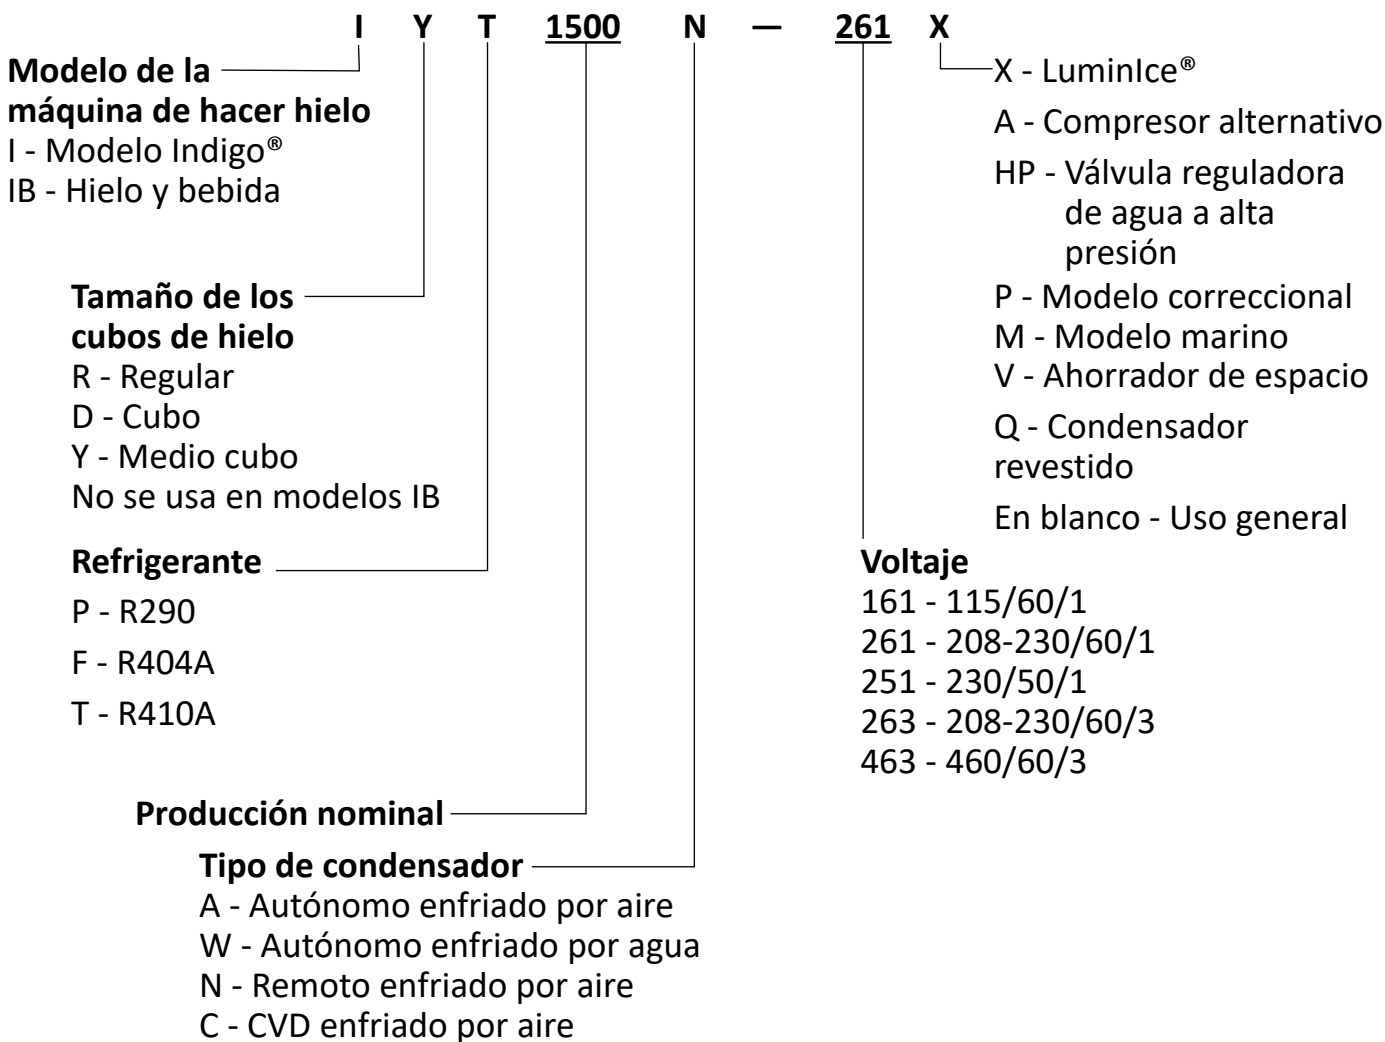 I Y T 1500 N — 261 X
Modelo de la
máquina de hacer hielo
I - Modelo Indigo®
IB - Hielo y bebida
X - LuminIce®
A - Compresor alternativo
HP - Válvula reguladora
de agua a alta
presión
P - Modelo correccional
M - Modelo marino
V - Ahorrador de espacio
Q - Condensador
revestido
En blanco - Uso general
Tamaño de los
cubos de hielo
R - Regular
D - Cubo
Y - Medio cubo
No se usa en modelos IB
Refrigerante
P - R290
F - R404A
T - R410A
Voltaje
161 - 115/60/1
261 - 208-230/60/1
251 - 230/50/1
263 - 208-230/60/3
463 - 460/60/3
Producción nominal
Tipo de condensador
A - Autónomo enfriado por aire
W - Autónomo enfriado por agua
N - Remoto enfriado por aire
C - CVD enfriado por aire